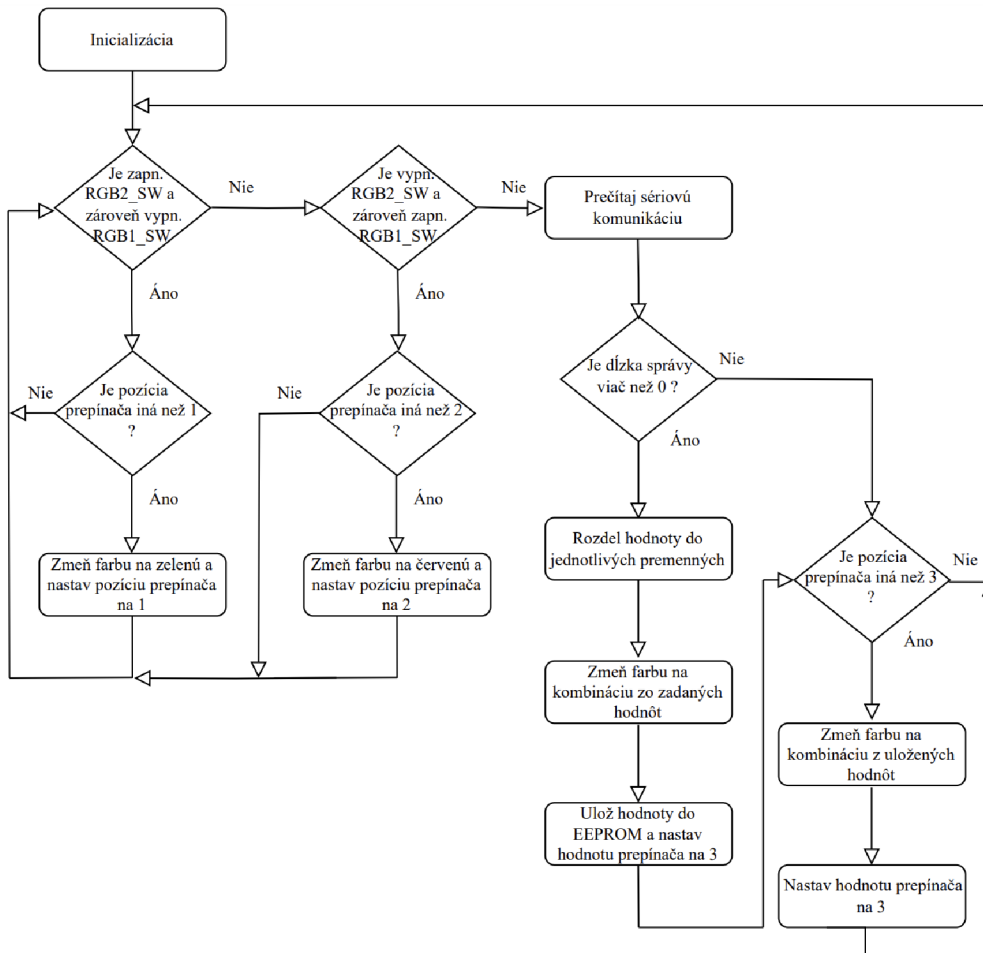 Inicializácia
Je zapn.
RGB2_SW a
zároveň vypn.
RGB1_SW
Nie
Je vypn.
RGB2_SW a
zároveň zapn.
RGB1_SW
Nie
Prečítaj sériovú
komunikáciu
Áno
Áno
Je dĺzka správy
viač než 0 ?
Nie
Nie
Je pozícia
prepínača iná než 1
?
Nie
Je pozícia
prepínača iná než 2
?
Áno
Áno
Áno
Zmeň farbu na zelenú a
nastav pozíciu prepínača
na 1
Zmeň farbu na červenú a
nastav pozíciu prepínača
na 2
Rozdel hodnoty do
jednotlivých premenných
Je pozícia
prepínača iná než 3
?
Nie
Áno
Zmeň farbu na
kombináciu zo zadaných
hodnôt
Zmeň farbu na
kombináciu z uložených
hodnôt
Ulož hodnoty do
EEPROM a nastav
hodnotu prepínača na 3
Nastav hodnotu prepínača
na 3